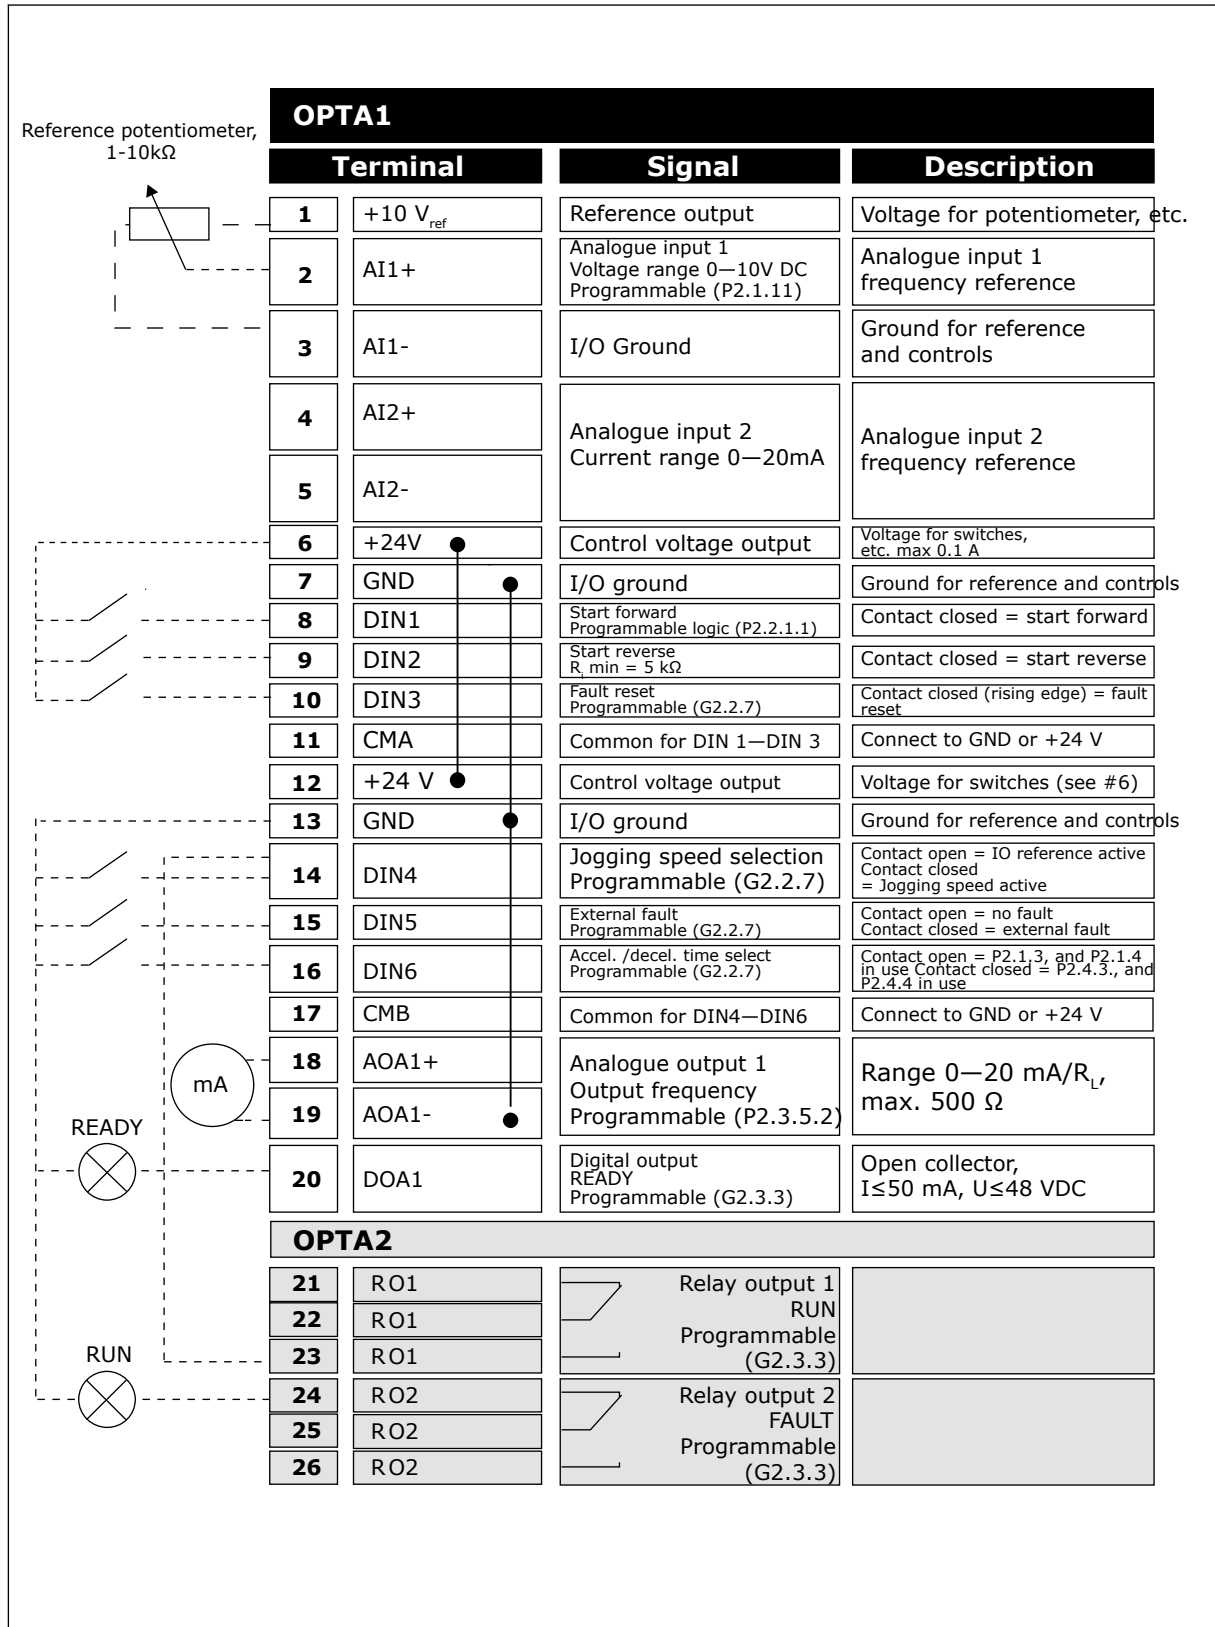 OPTA1
Reference potentiometer,
1-10kΩ
Terminal
Signal
Description
1
+10 Vref
Reference output
Voltage for potentiometer, etc.
2
AI1+
Analogue input 1
Voltage range 0—10V DC
Programmable (P2.1.11)
Analogue input 1
frequency reference
3
AI1-
I/O Ground
Ground for reference
and controls
4
AI2+
Analogue input 2
Current range 0—20mA
Analogue input 2
frequency reference
5
AI2-
6
+24V
Control voltage output
Voltage for switches,
etc. max 0.1 A
7
GND
I/O ground
Ground for reference and controls
8
DIN1
Start forward
Programmable logic (P2.2.1.1)
Contact closed = start forward
9
DIN2
Start reverse
Ri min = 5 kΩ
Contact closed = start reverse
10
DIN3
Fault reset
Programmable (G2.2.7)
Contact closed (rising edge) = fault
reset
11
CMA
Common for DIN 1—DIN 3
Connect to GND or +24 V
12
+24 V
Control voltage output
Voltage for switches (see #6)
13
GND
I/O ground
Ground for reference and controls
14
DIN4
Jogging speed selection
Programmable (G2.2.7)
Contact open = IO reference active
Contact closed
= Jogging speed active
15
DIN5
External fault
Programmable (G2.2.7)
Contact open = no fault
Contact closed = external fault
16
DIN6
Accel. /decel. time select
Programmable (G2.2.7)
Contact open = P2.1.3, and P2.1.4
in use Contact closed = P2.4.3., and
P2.4.4 in use
17
CMB
Common for DIN4—DIN6
Connect to GND or +24 V
mA
18
AOA1+
Analogue output 1
Output frequency
Programmable (P2.3.5.2)
Range 0—20 mA/RL,
max. 500 Ω
19
AOA1-
READY
20
DOA1
Digital output
READY
Programmable (G2.3.3)
Open collector,
I≤50 mA, U≤48 VDC
OPTA2
21
RO1
Relay output 1
RUN
Programmable
(G2.3.3)
22
RO1
23
RO1
RUN
24
RO2
Relay output 2
FAULT
Programmable
(G2.3.3)
25
RO2
26
RO2